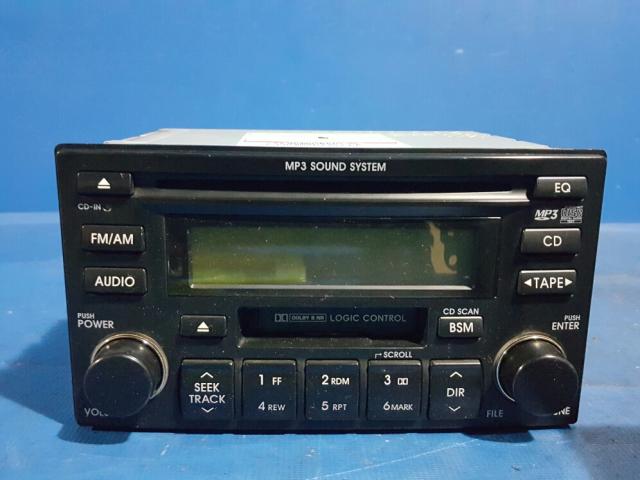 MP3 SOUND SYSTEM
EQ
CD-IN
MP3
FM/AM
CD
AUDIO
◄TAPE►
PUSH
POWER
DOLBY B NR LOGIC CONTROL
CD SCAN
BSM
PUSH
ENTER
SCROLL
SEEK
TRACK
1 FF
4 REW
2 RDM
5 RPT
3
6 MARK
DIR
FILE